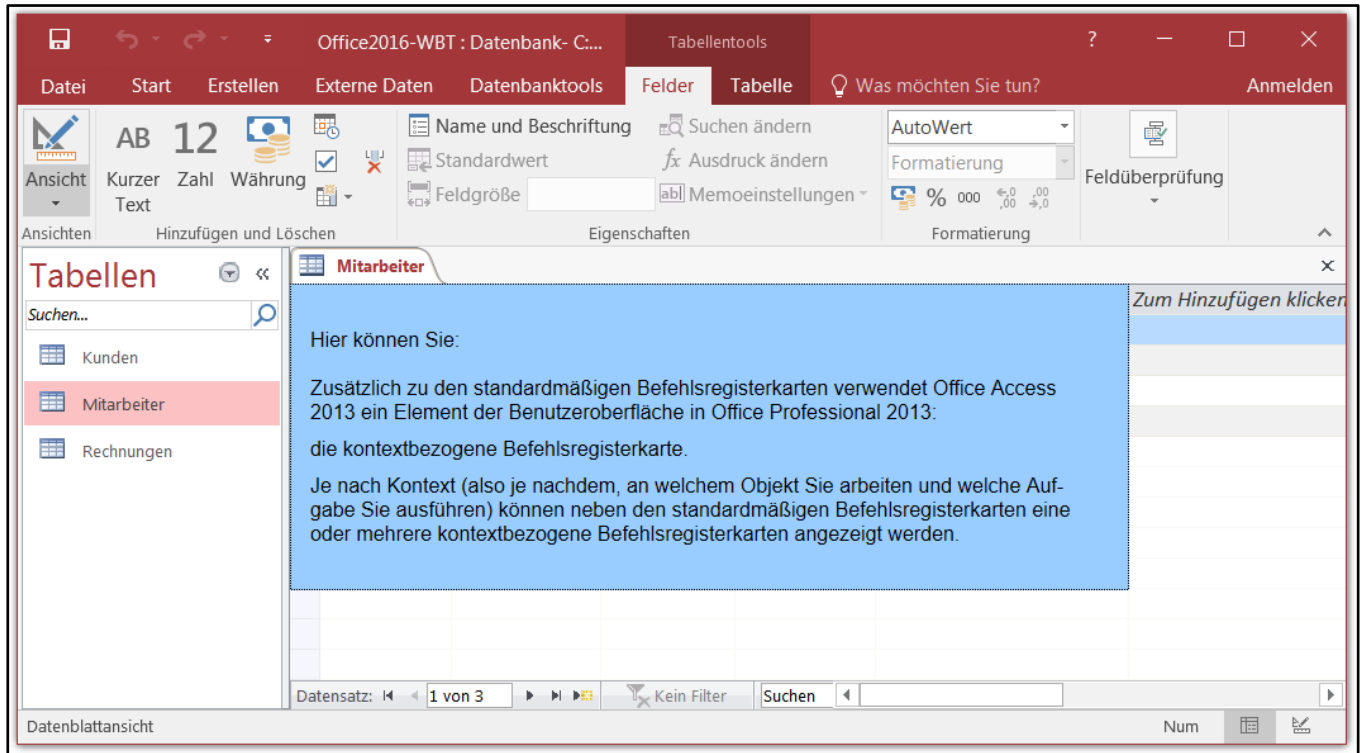 Office2016-WBT : Datenbank- C:... Tabellentools ?
Datei Start Erstellen Externe Daten Datenbanktools Felder Tabelle Was möchten Sie tun? Anmelden
Ansicht
AB
Kurzer
Text
12
Zahl
Währung
Name und Beschriftung
Standardwert
Feldgröße
Suchen ändern
fx Ausdruck ändern
abl Memoeinstellungen
AutoWert
Formatierung
% 000 ,0 ,00 ,00 ,0
Feldüberprüfung
Ansichten Hinzufügen und Löschen Eigenschaften Formatierung
Tabellen «
Suchen...
Kunden
Mitarbeiter
Rechnungen
Mitarbeiter
Zum Hinzufügen klicken
Hier können Sie:
Zusätzlich zu den standardmäßigen Befehlsregisterkarten verwendet Office Access
2013 ein Element der Benutzeroberfläche in Office Professional 2013:
die kontextbezogene Befehlsregisterkarte.
Je nach Kontext (also je nachdem, an welchem Objekt Sie arbeiten und welche Auf-
gabe Sie ausführen) können neben den standardmäßigen Befehlsregisterkarten eine
oder mehrere kontextbezogene Befehlsregisterkarten angezeigt werden.
Datensatz: 1 von 3 Kein Filter Suchen
Datenblattansicht Num